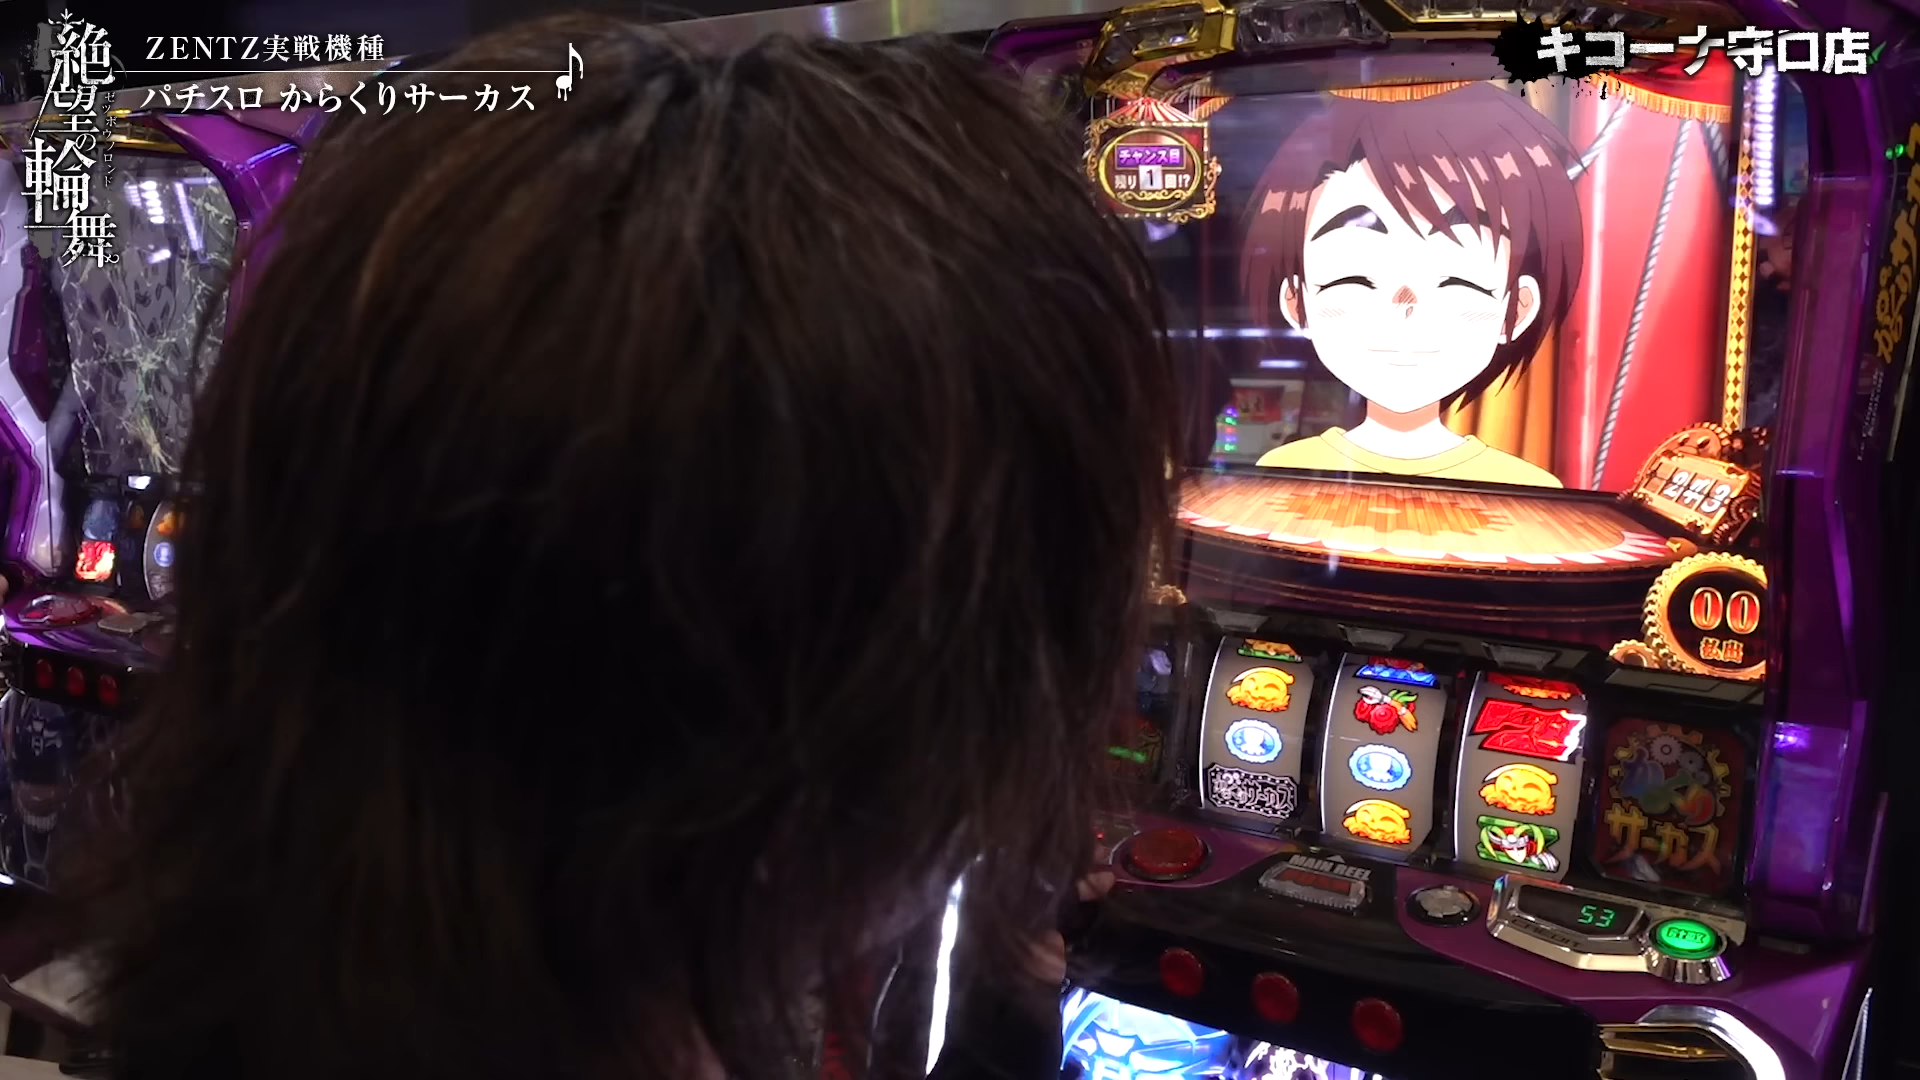 絶望の輪舞
ゼツボウノロンド
ZENTZ実戦機種
パチスロ からくりサーカス
キコーナ守口店
チャンス目
残り1回!?
243
00
払出
サーカス
MAIN REEL
53